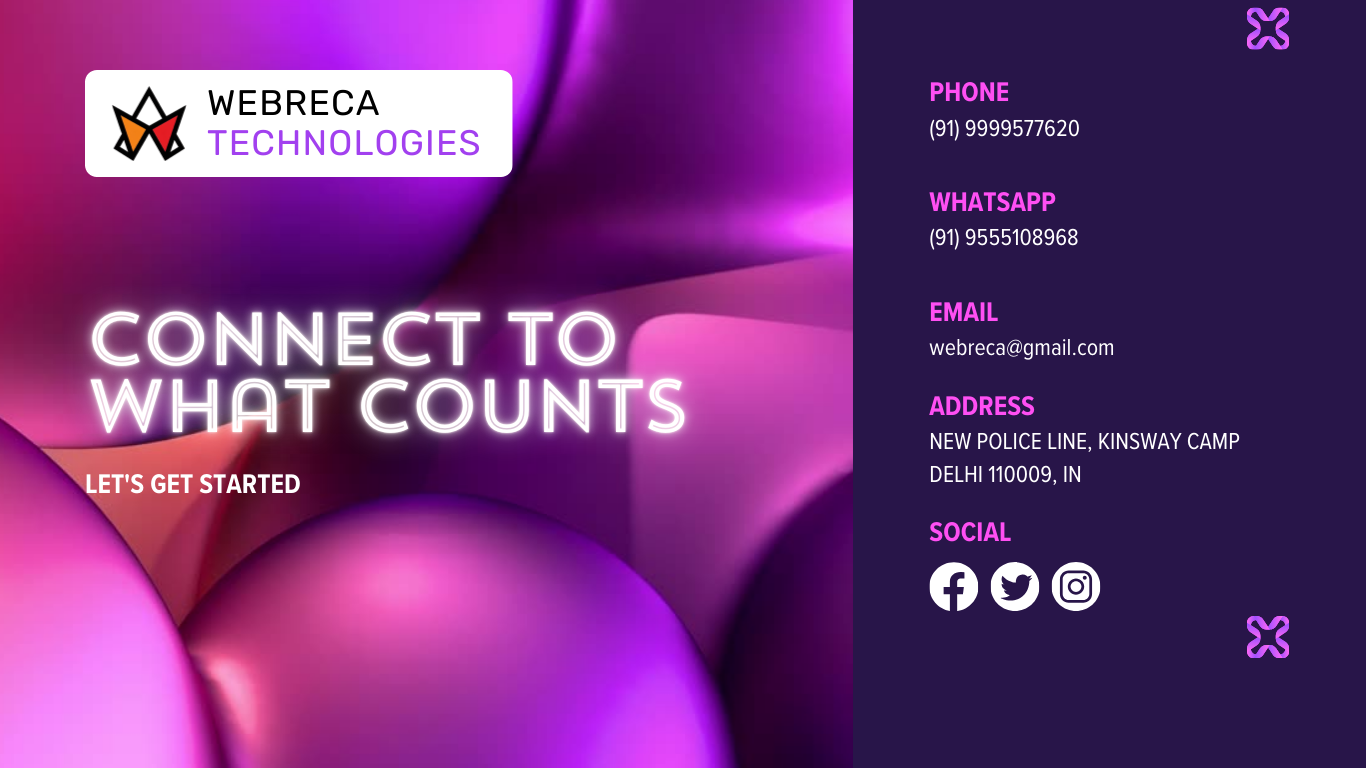 WEBRECA
TECHNOLOGIES
CONNECT TO
WHAT COUNTS
LET'S GET STARTED
PHONE
(91) 9999577620
WHATSAPP
(91) 9555108968
EMAIL
webreca@gmail.com
ADDRESS
NEW POLICE LINE, KINSWAY CAMP
DELHI 110009, IN
SOCIAL